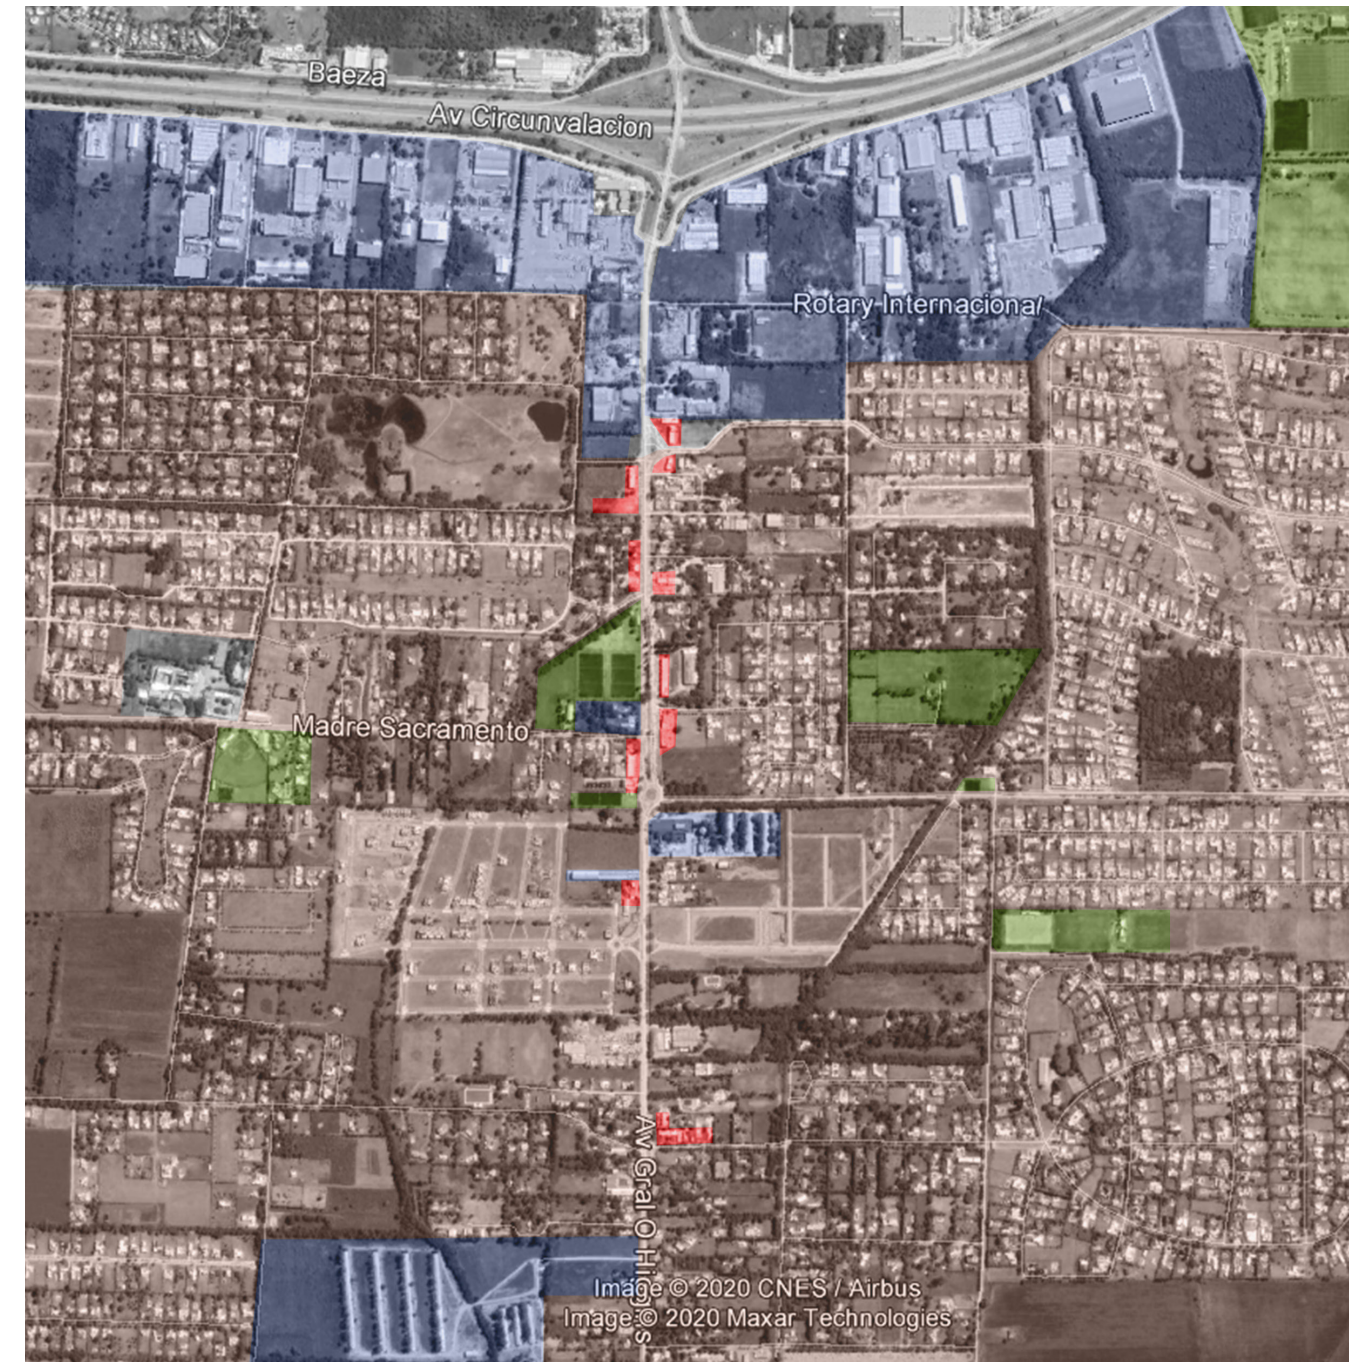 Baeza
Av Circunvalacion
Rotary Internacional
Madre Sacramento
Av Gral O'Higgins
Image © 2020 CNES / Airbus
Image © 2020 Maxar Technologies